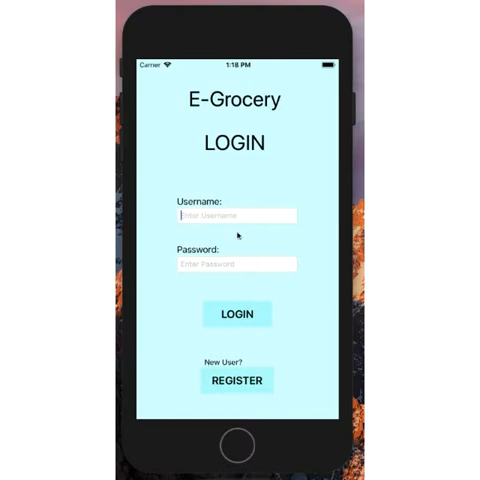 Carrier 1:18 PM
E-Grocery
LOGIN
Username:
Enter Username
Password:
Enter Password
LOGIN
New User?
REGISTER